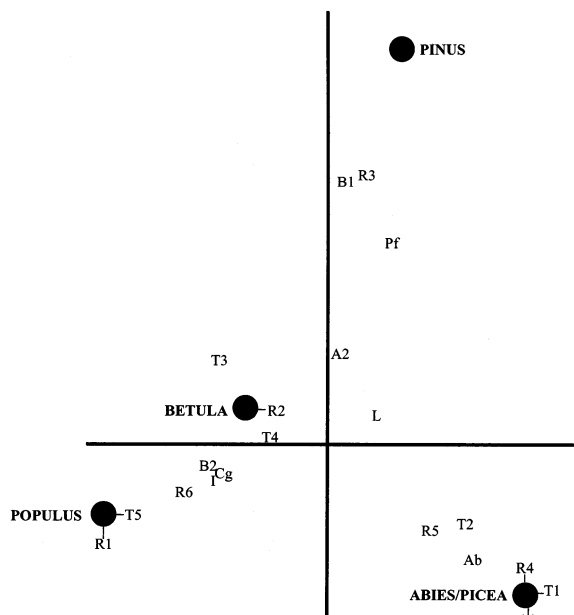 PINUS
B1 R3
Pf
A2
T3
BETULA R2
L
T4
B2
Cg
I
R6
POPULUS T5
R1
T2
R5
Ab
R4
ABIES/PICEA T1